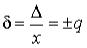 δ = Δ/x = ±q